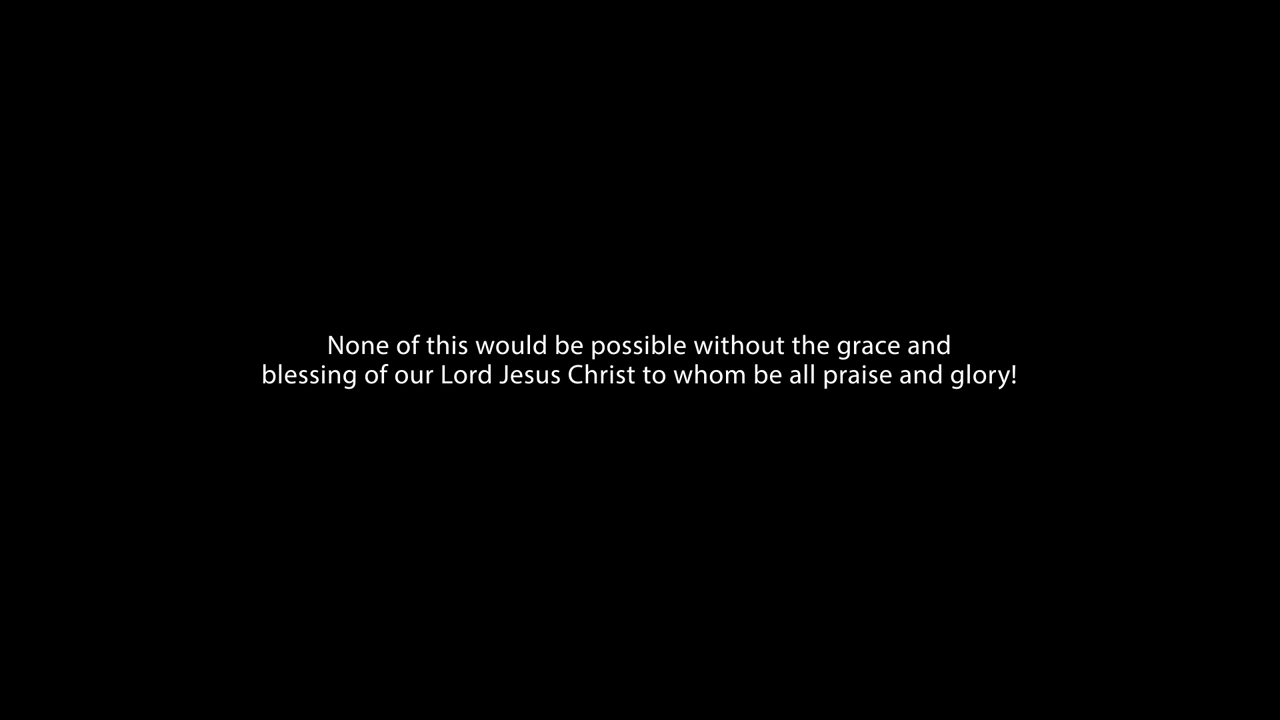 None of this would be possible without the grace and
blessing of our Lord Jesus Christ to whom be all praise and glory!